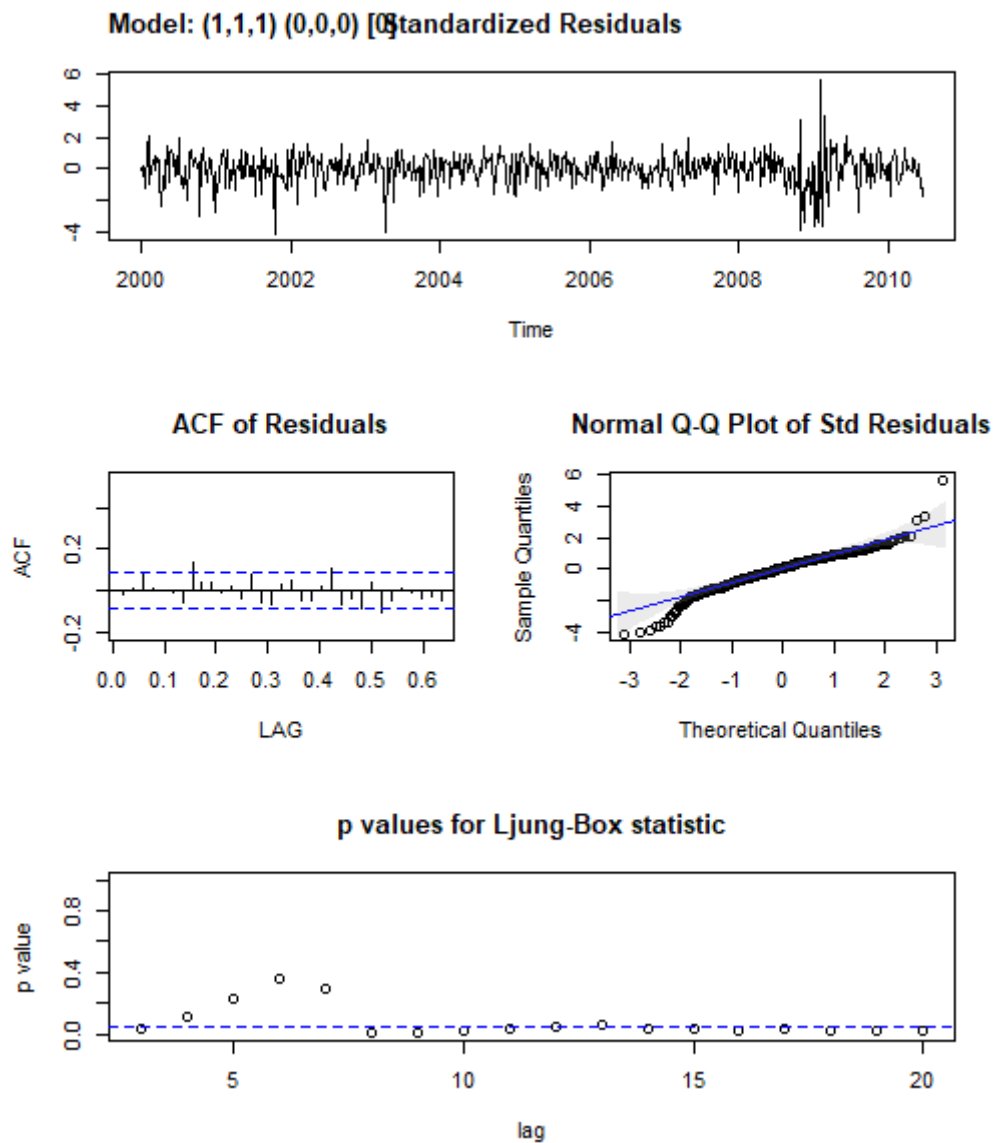 Model: (1,1,1) (0,0,0) [0] Standardized Residuals
6
4
2
0
-4
2000 2002 2004 2006 2008 2010
Time
ACF of Residuals
ACF
0.2
-0.2
0.0 0.1 0.2 0.3 0.4 0.5 0.6
LAG
Normal Q-Q Plot of Std Residuals
Sample Quantiles
6
4
2
0
-4
-3 -2 -1 0 1 2 3
Theoretical Quantiles
p values for Ljung-Box statistic
p value
0.8
0.4
0.0
5 10 15 20
lag